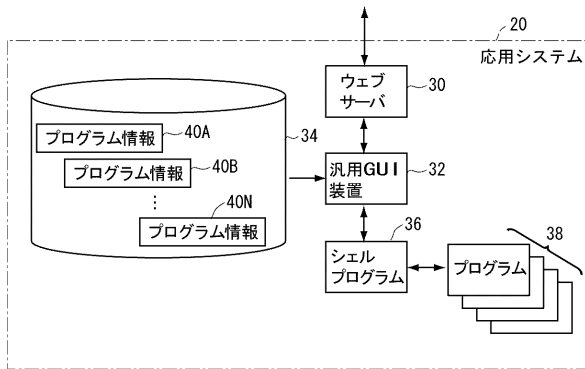 20
応用システム
ウェブ
サーバ
30
34
プログラム情報
40A
プログラム情報
40B
⋮
40N
プログラム情報
汎用GUI
装置
32
36
シェル
プログラム
プログラム
38